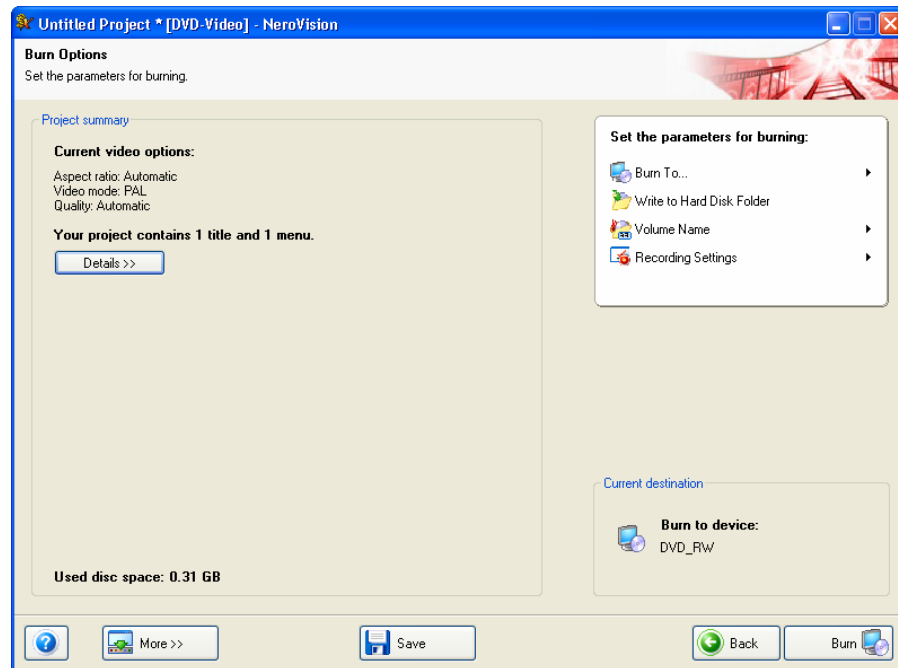 Untitled Project * [DVD-Video] - NeroVision
Burn Options
Set the parameters for burning.
Project summary
Current video options:
Aspect ratio: Automatic
Video mode: PAL
Quality: Automatic
Your project contains 1 title and 1 menu.
Details >>
Used disc space: 0.31 GB
Set the parameters for burning:
Burn To...
Write to Hard Disk Folder
Volume Name
Recording Settings
Current destination
Burn to device:
DVD_RW
More >>
Save
Back
Burn